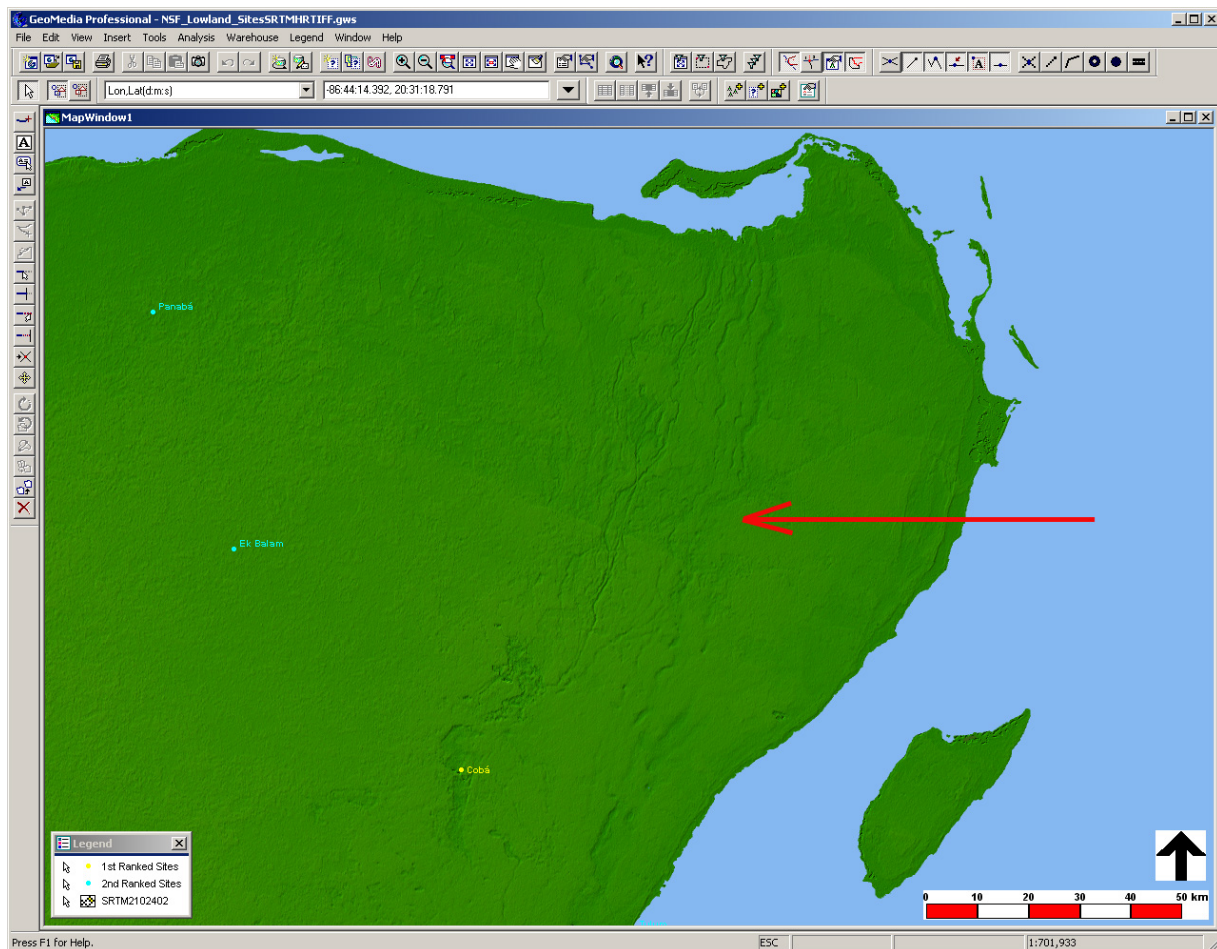 GeoMedia Professional - NSF_Lowland_SitesSRTMHRTIFF.gws
File Edit View Insert Tools Analysis Warehouse Legend Window Help
Lon,Lat(d:m:s) -86:44:14.392, 20:31:18.791
MapWindow1
Panabá
Ek Balam
Cobá
Legend
1st Ranked Sites
2nd Ranked Sites
SRTM2102402
0 10 20 30 40 50 km
Press F1 for Help. ESC 1:701,933